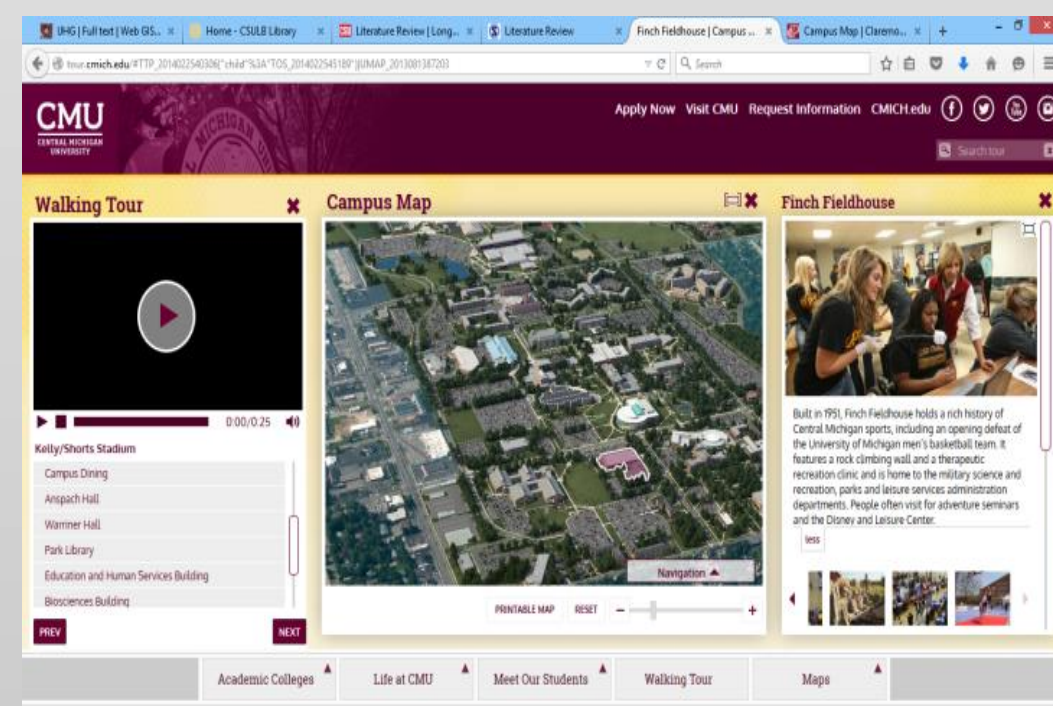 UHG | Full text | Web GIS...
Home - CSULB Library
Literature Review | Long...
Literature Review
Finch Fieldhouse | Campus ...
Campus Map | Claremo...
tour.cmich.edu/#TTP_2014022540306{"child"%3A"TOS_2014022545189"}|UMAP_2013081387203
Search
CMU
CENTRAL MICHIGAN
UNIVERSITY
Apply Now Visit CMU Request Information CMICH.edu
Search tour
Walking Tour
0:00/0:25
Kelly/Shorts Stadium
Campus Dining
Anspach Hall
Warriner Hall
Park Library
Education and Human Services Building
Biosciences Building
PREV
NEXT
Campus Map
Navigation
PRINTABLE MAP
RESET
Finch Fieldhouse
Built in 1951, Finch Fieldhouse holds a rich history of
Central Michigan sports, including an opening defeat of
the University of Michigan men's basketball team. It
features a rock climbing wall and a therapeutic
recreation clinic and is home to the military science and
recreation, parks and leisure services administration
departments. People often visit for adventure seminars
and the Disney and Leisure Center.
less
Academic Colleges
Life at CMU
Meet Our Students
Walking Tour
Maps